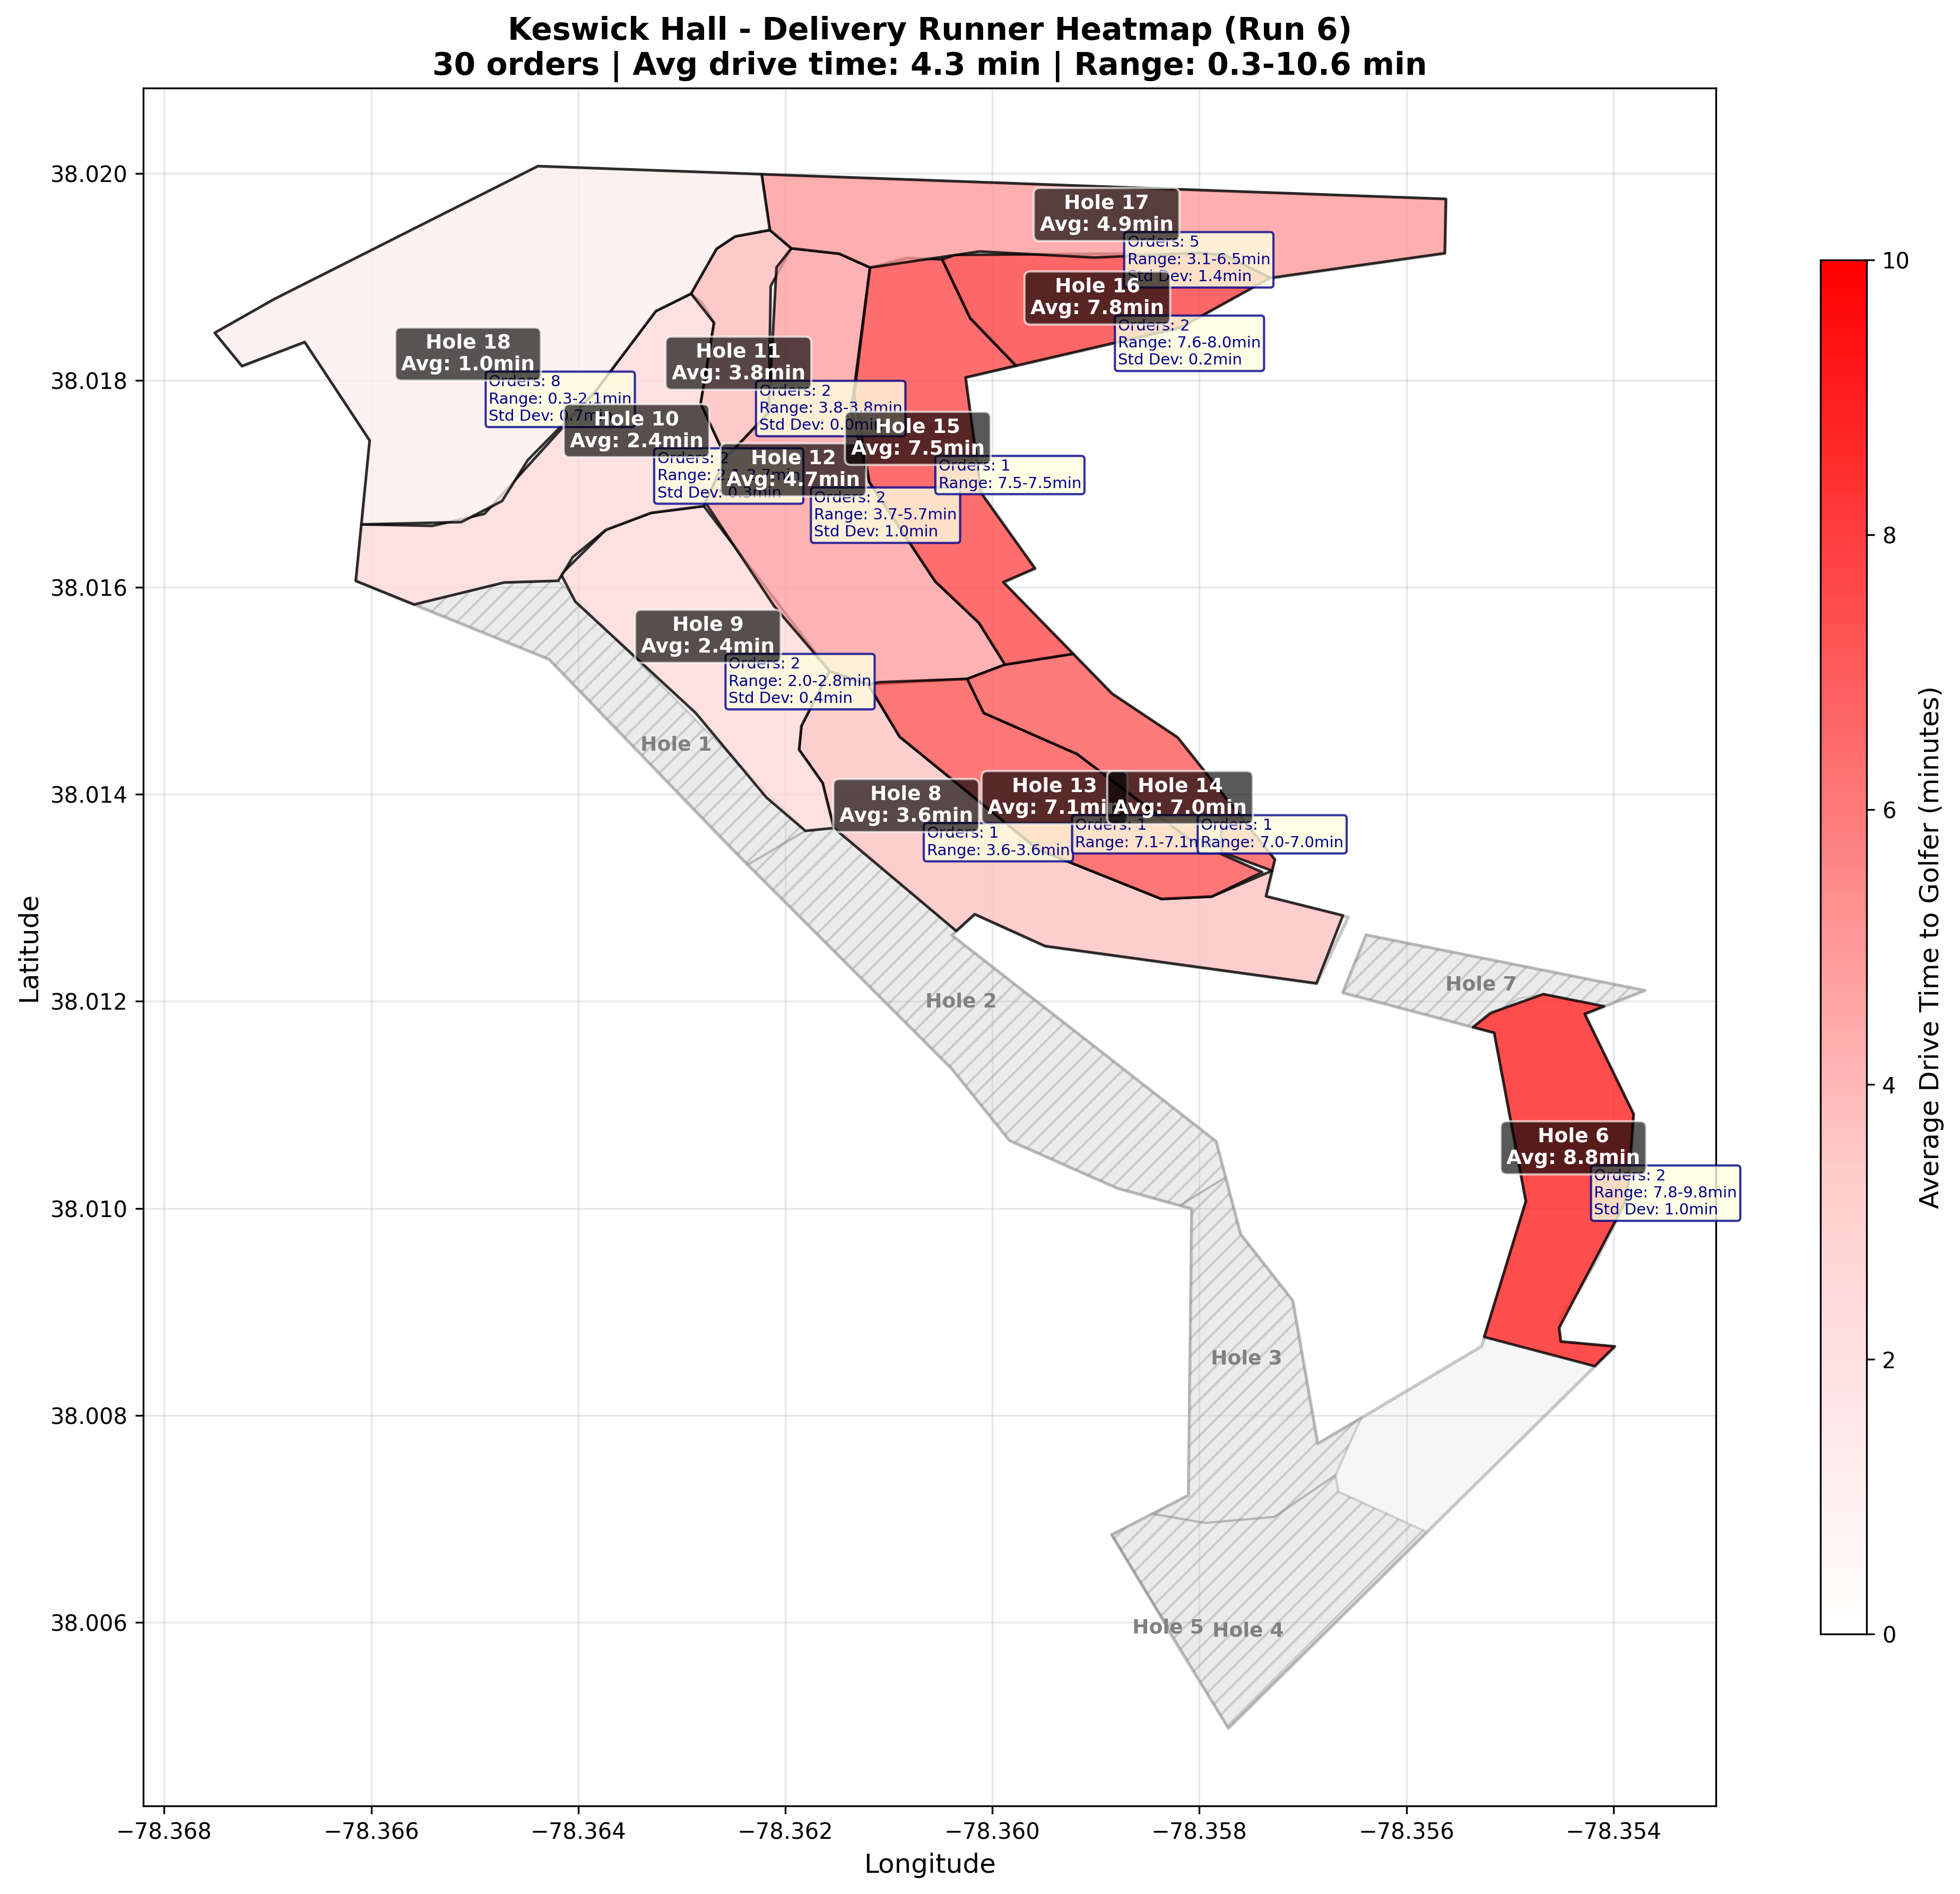 Keswick Hall - Delivery Runner Heatmap (Run 6)
30 orders | Avg drive time: 4.3 min | Range: 0.3-10.6 min
Latitude
38.020
38.018
38.016
38.014
38.012
38.010
38.008
38.006
Hole 17
Avg: 4.9min
Orders: 5
Range: 3.1-6.5min
Std Dev: 1.4min
Hole 16
Avg: 7.8min
Orders: 2
Range: 7.6-8.0min
Std Dev: 0.2min
Hole 18
Avg: 1.0min
Orders: 8
Range: 0.3-2.1min
Std Dev: 0.7min
Hole 11
Avg: 3.8min
Orders: 2
Range: 3.8-3.8min
Std Dev: 0.0min
Hole 10
Avg: 2.4min
Orders: 2
Range:
Std Dev: 0.3min
Hole 15
Avg: 7.5min
Orders: 1
Range: 7.5-7.5min
Hole 12
Avg: 4.7min
Orders: 2
Range: 3.7-5.7min
Std Dev: 1.0min
Hole 9
Avg: 2.4min
Orders: 2
Range: 2.0-2.8min
Std Dev: 0.4min
Hole 1
Hole 8
Avg: 3.6min
Orders: 1
Range: 3.6-3.6min
Hole 13
Avg: 7.1min
Orders: 1
Range: 7.1-7.1m
Hole 14
Avg: 7.0min
Orders: 1
Range: 7.0-7.0min
Hole 2
Hole 7
Hole 6
Avg: 8.8min
Orders: 2
Range: 7.8-9.8min
Std Dev: 1.0min
Hole 3
Hole 5
Hole 4
−78.368
−78.366
−78.364
−78.362
−78.360
−78.358
−78.356
−78.354
Longitude
10
8
6
4
2
0
Average Drive Time to Golfer (minutes)